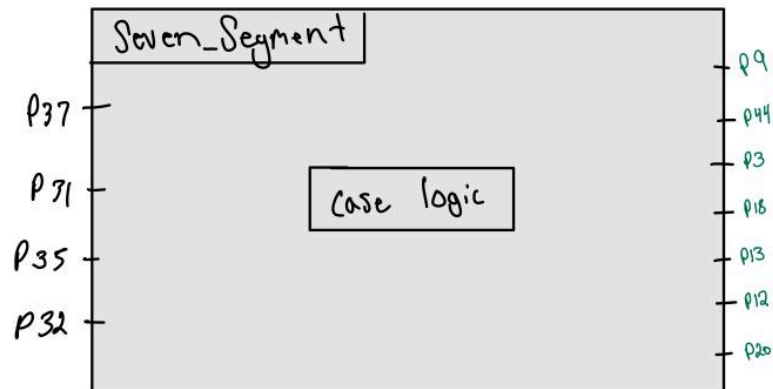 Seven_Segment
P37
P31
P35
P32
case logic
P9
P44
P3
P18
P13
P12
P20